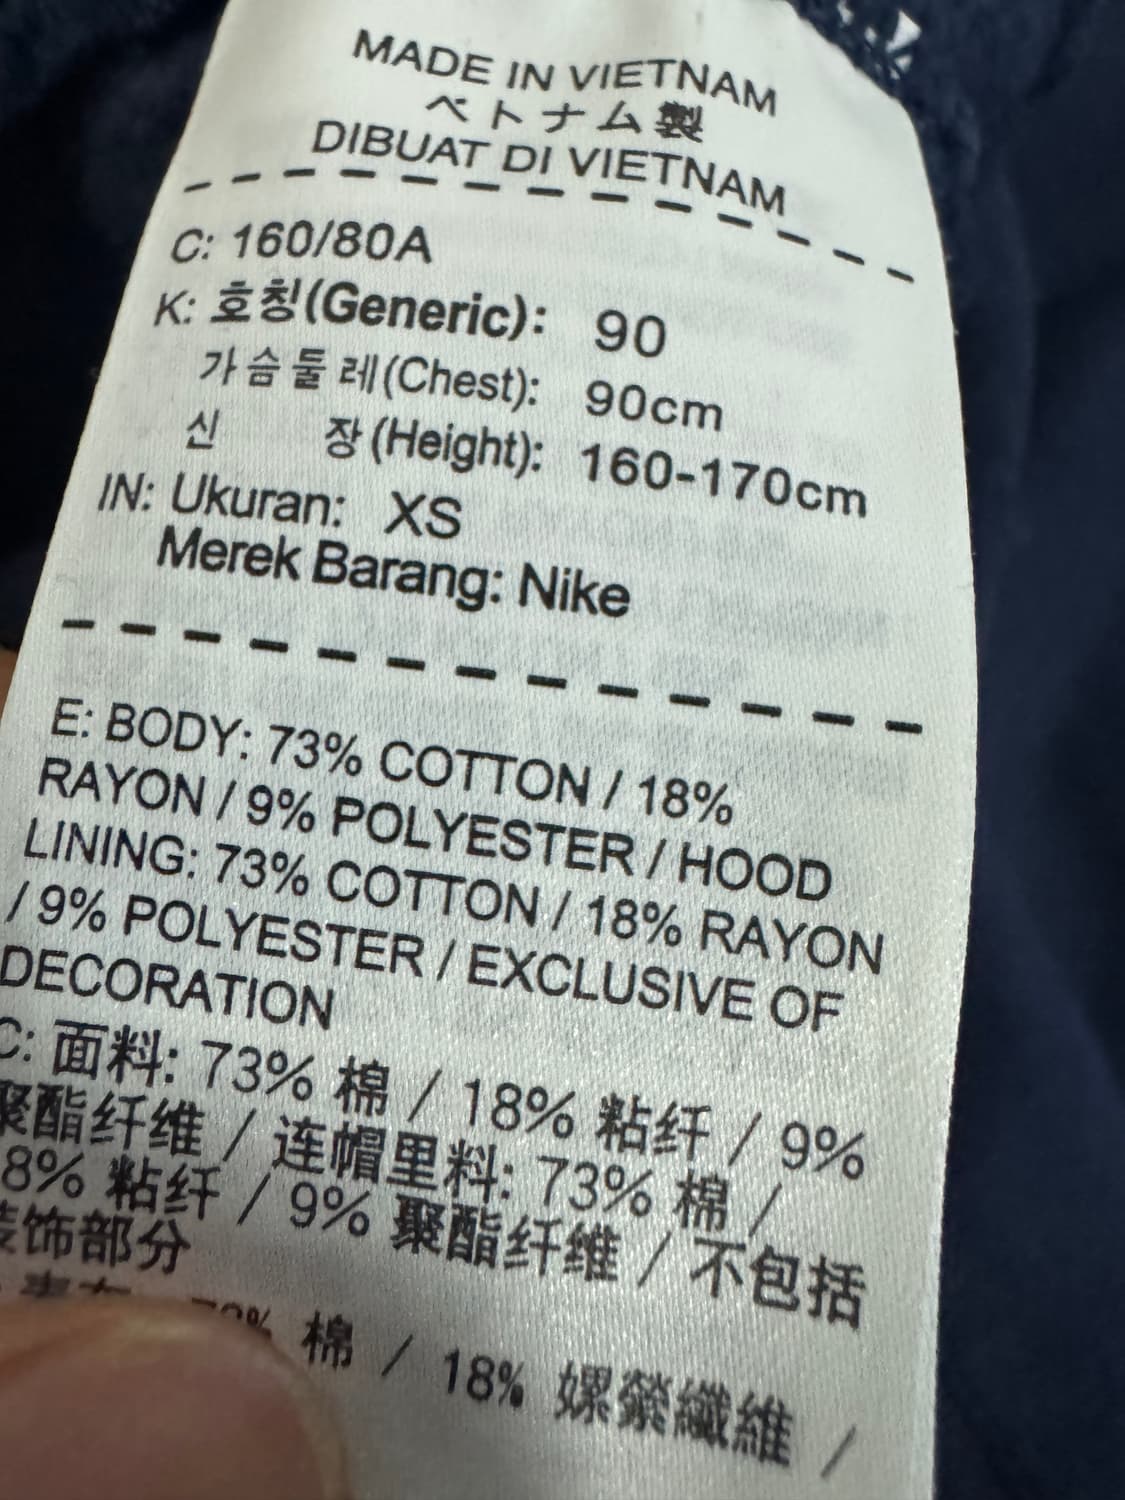 MADE IN VIETNAM
ベトナム製
DIBUAT DI VIETNAM
C: 160/80A
K: 호칭(Generic): 90
가슴둘레(Chest): 90cm
신 장(Height): 160-170cm
IN: Ukuran: XS
Merek Barang: Nike
E: BODY: 73% COTTON / 18%
RAYON / 9% POLYESTER / HOOD
LINING: 73% COTTON / 18% RAYON
/ 9% POLYESTER / EXCLUSIVE OF
DECORATION
C: 面料: 73% 棉 / 18% 粘纤 / 9%
聚酯纤维 / 连帽里料: 73% 棉 /
8% 粘纤 / 9% 聚酯纤维 / 不包括
装饰部分
棉 / 18% 嫘縈纖維 /